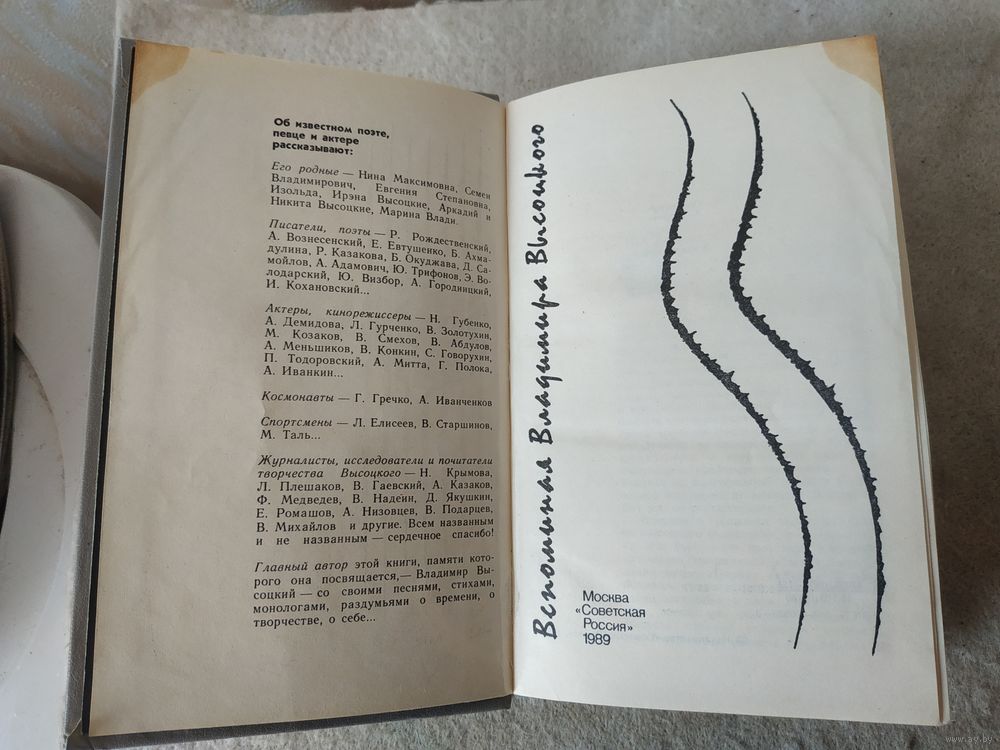 Об известном поэте,
певце и актере
рассказывают:
Его родные — Нина Максимовна, Семен
Владимирович, Евгения Степановна,
Изольда, Ирэна Высоцкие, Аркадий и
Никита Высоцкие, Марина Влади.
Писатели, поэты — Р. Рождественский,
А. Вознесенский, Е. Евтушенко, Б. Ахма-
дулина, Р. Казакова, Б. Окуджава, Д. Са-
мойлов, А. Адамович, Ю. Трифонов, Э. Во-
лодарский, Ю. Визбор, А. Городницкий,
И. Кохановский...
Актеры, кинорежиссеры — Н. Губенко,
А. Демидова, Л. Гурченко, В. Золотухин,
М. Козаков, В. Смехов, В. Абдулов,
А. Меньшиков, В. Конкин, С. Говорухин,
П. Тодоровский, А. Митта, Г. Полока,
А. Иванкин...
Космонавты — Г. Гречко, А. Иванченков
Спортсмены — Л. Елисеев, В. Старшинов,
М. Таль...
Журналисты, исследователи и почитатели
творчества Высоцкого — Н. Крымова,
Л. Плешаков, В. Гаевский, А. Казаков,
Ф. Медведев, В. Надеин, Д. Якушкин,
Е. Ромашов, А. Низовцев, В. Подарцев,
В. Михайлов и другие. Всем названным
и не названным — сердечное спасибо!
Главный автор этой книги, памяти кото-
рого она посвящается,— Владимир Вы-
соцкий — со своими песнями, стихами,
монологами, раздумьями о времени, о
творчестве, о себе...
Вспоминая Владимира Высоцкого
Москва
«Советская
Россия»
1989
www.ay.by